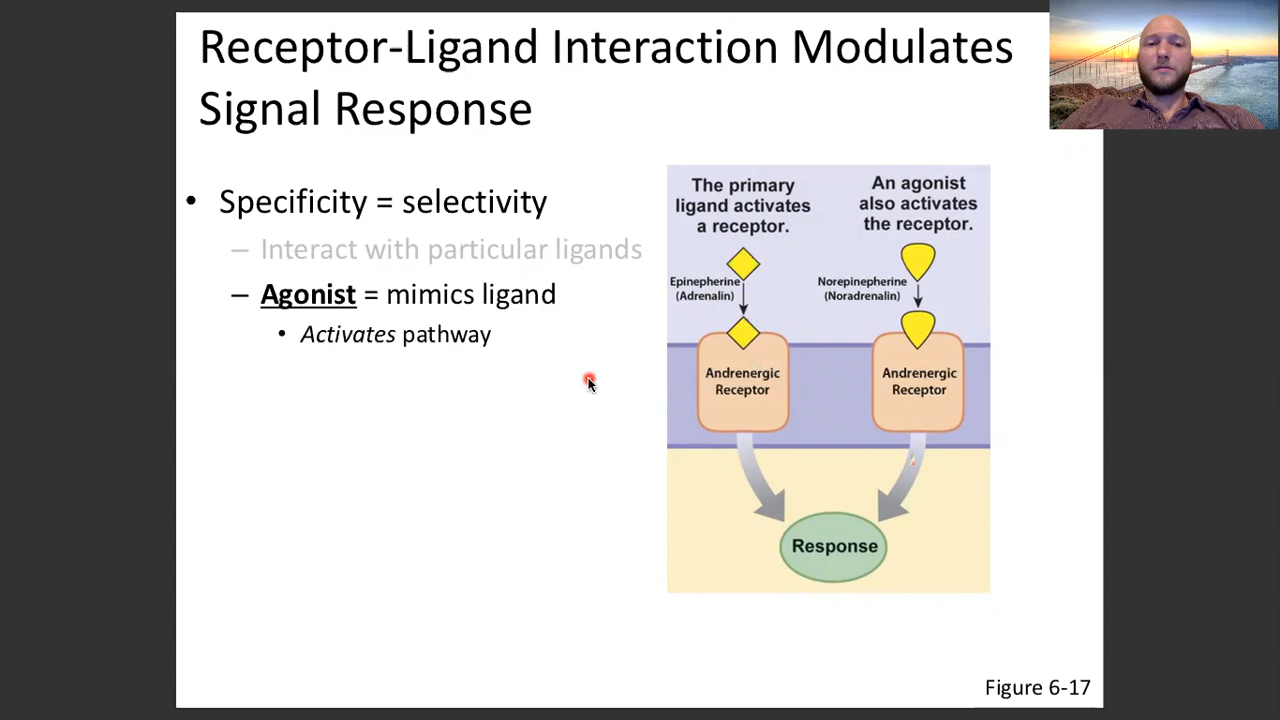 Receptor-Ligand Interaction Modulates
Signal Response
• Specificity = selectivity
– Interact with particular ligands
– Agonist = mimics ligand
• Activates pathway
The primary
ligand activates
a receptor.
An agonist
also activates
the receptor.
Epinepherine
(Adrenalin)
Norepinepherine
(Noradrenalin)
Andrenergic
Receptor
Andrenergic
Receptor
Response
Figure 6-17